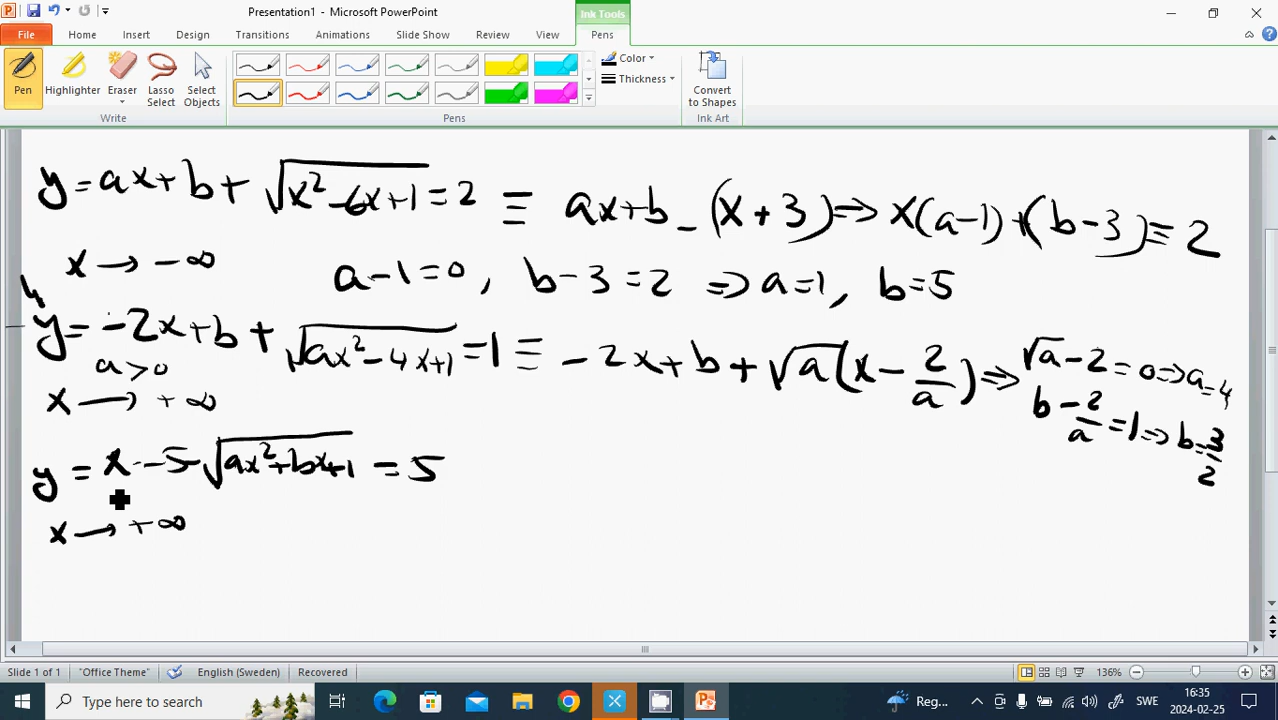 Presentation1 - Microsoft PowerPoint
Ink Tools
File Home Insert Design Transitions Animations Slide Show Review View Pens
Pen Highlighter Eraser Lasso Select Select Objects
Color
Thickness
Convert to Shapes
Write Pens Ink Art
y=ax+b+√(x²-6x+1)=2 ≡ ax+b-(x+3)⇒x(a-1)+(b-3)≡2
x→-∞ a-1=0, b-3=2 ⇒a=1, b=5
y=-2x+b+√(ax²-4x+1)=1≡-2x+b+√a(x-2/a)⇒ √a-2=0⇒a=4
a>0 b-2/a=1⇒b=3/2
x→+∞
y=x-5-√(ax²+bx+1)=5
x→+∞
Slide 1 of 1 "Office Theme" English (Sweden) Recovered 136%
Type here to search Reg... SWE 16:35
2024-02-25